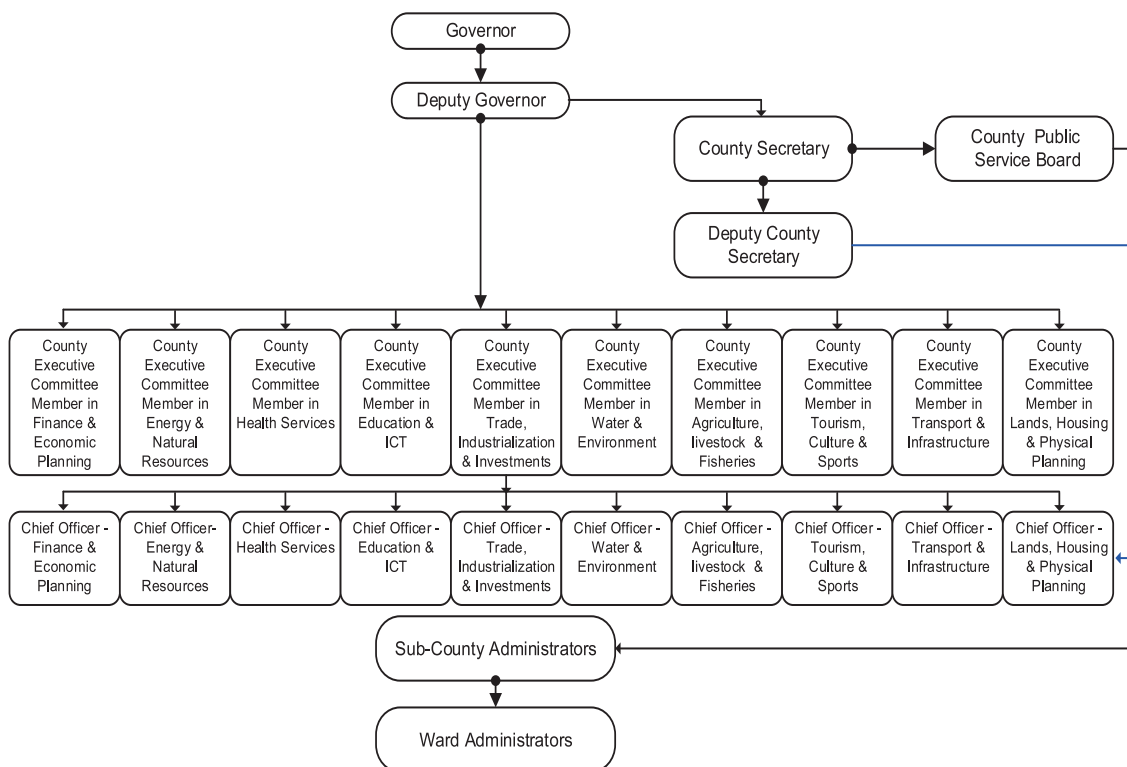 Governor
Deputy Governor
County Secretary
County Public
Service Board
Deputy County
Secretary
County
Executive
Committee
Member in
Finance &
Economic
Planning
County
Executive
Committee
Member in
Energy &
Natural
Resources
County
Executive
Committee
Member in
Health Services
County
Executive
Committee
Member in
Education &
ICT
County
Executive
Committee
Member in
Trade,
Industrialization
& Investments
County
Executive
Committee
Member in
Water &
Environment
County
Executive
Committee
Member in
Agriculture,
livestock &
Fisheries
County
Executive
Committee
Member in
Tourism,
Culture &
Sports
County
Executive
Committee
Member in
Transport &
Infrastructure
County
Executive
Committee
Member in
Lands, Housing
& Physical
Planning
Chief Officer -
Finance &
Economic
Planning
Chief Officer-
Energy &
Natural
Resources
Chief Officer -
Health Services
Chief Officer -
Education &
ICT
Chief Officer -
Trade,
Industrialization
& Investments
Chief Officer -
Water &
Environment
Chief Officer -
Agriculture,
livestock &
Fisheries
Chief Officer -
Tourism,
Culture &
Sports
Chief Officer -
Transport &
Infrastructure
Chief Officer -
Lands, Housing
& Physical
Planning
Sub-County Administrators
Ward Administrators